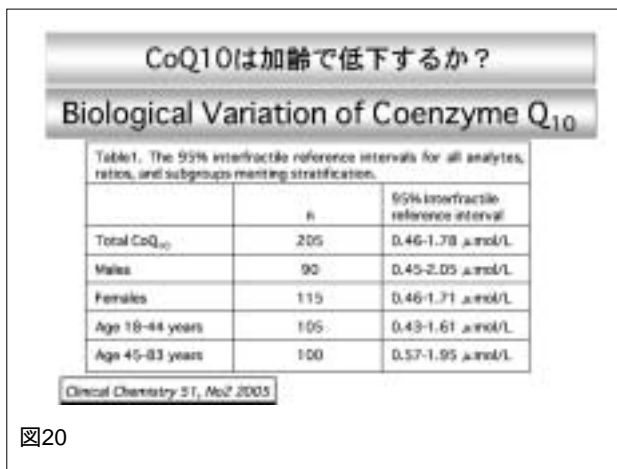 CoQ10は加齢で低下するか？
Biological Variation of Coenzyme Q10
Table1. The 95% interfractile reference intervals for all analytes,
ratios, and subgroups meriting stratification.
n 95% Interfractile
reference interval
Total CoQ10 205 0.46-1.78 μmol/L
Males 90 0.45-2.05 μmol/L
Females 115 0.46-1.71 μmol/L
Age 18-44 years 105 0.43-1.61 μmol/L
Age 45-83 years 100 0.57-1.95 μmol/L
Clinical Chemistry 51, No2 2005
図20